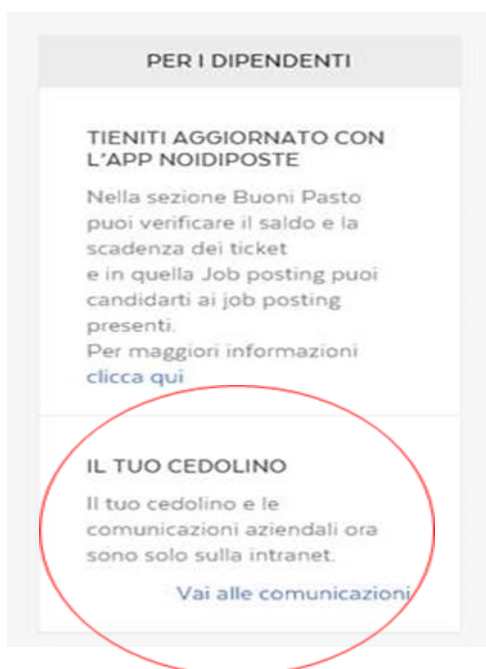 PER I DIPENDENTI
TIENITI AGGIORNATO CON
L'APP NOIDIPOSTE
Nella sezione Buoni Pasto
puoi verificare il saldo e la
scadenza dei ticket
e in quella Job posting puoi
candidarti ai job posting
presenti.
Per maggiori informazioni
clicca qui
IL TUO CEDOLINO
Il tuo cedolino e le
comunicazioni aziendali ora
sono solo sulla intranet.
Vai alle comunicazioni